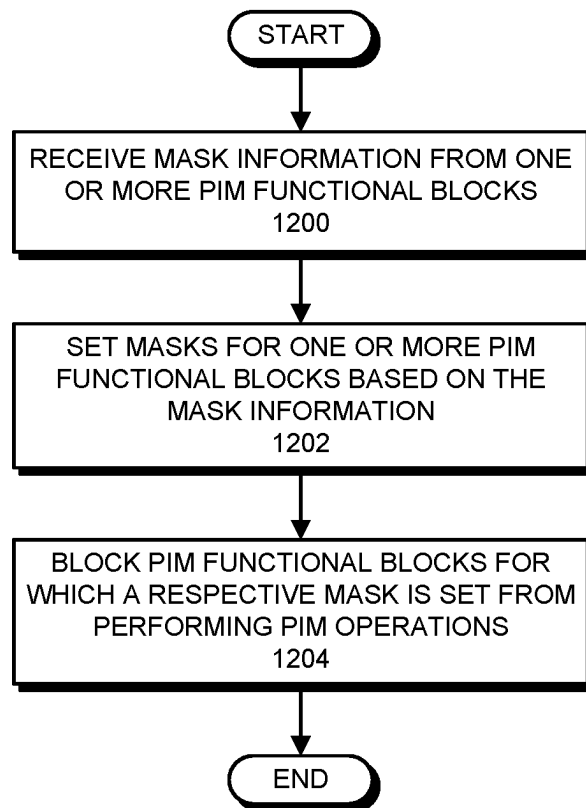 START
RECEIVE MASK INFORMATION FROM ONE
OR MORE PIM FUNCTIONAL BLOCKS
1200
SET MASKS FOR ONE OR MORE PIM
FUNCTIONAL BLOCKS BASED ON THE
MASK INFORMATION
1202
BLOCK PIM FUNCTIONAL BLOCKS FOR
WHICH A RESPECTIVE MASK IS SET FROM
PERFORMING PIM OPERATIONS
1204
END